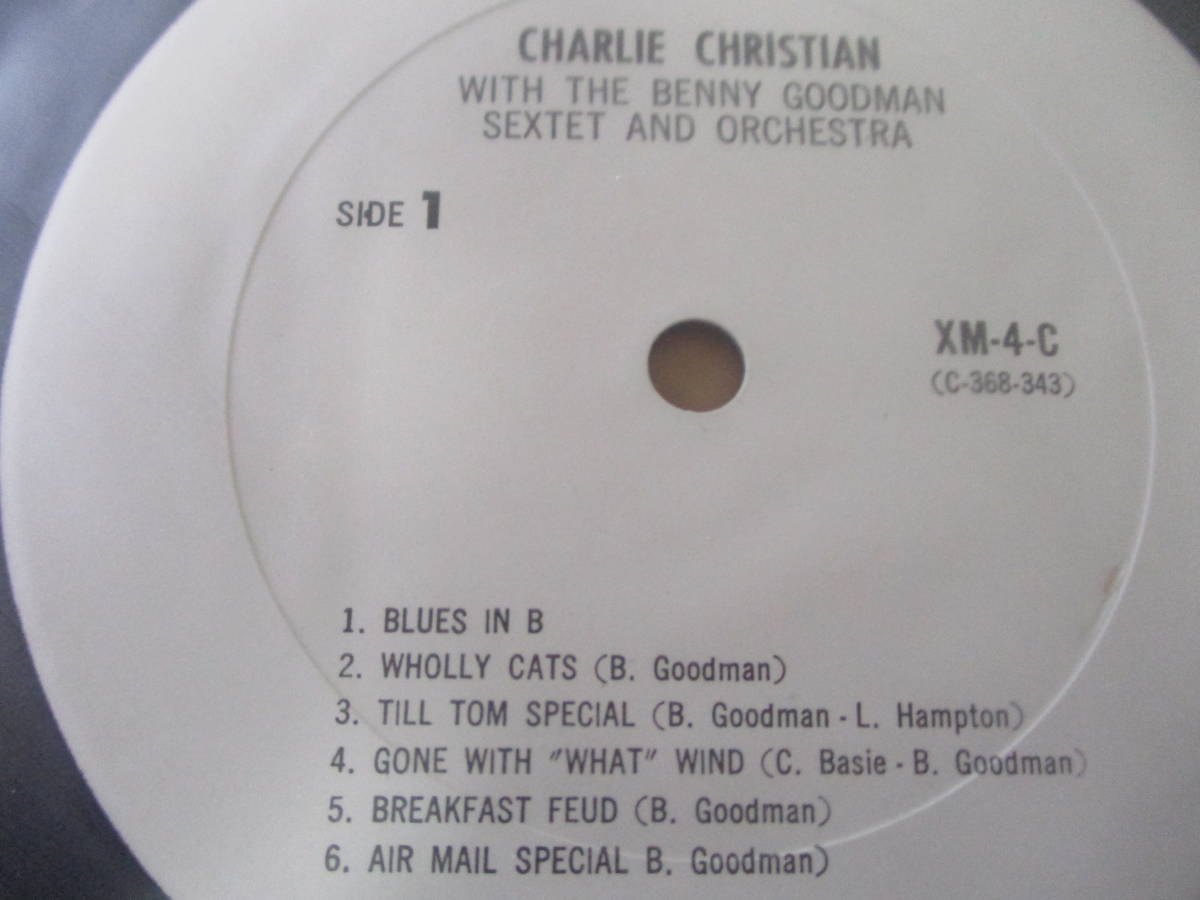 CHARLIE CHRISTIAN
WITH THE BENNY GOODMAN
SEXTET AND ORCHESTRA
SIDE 1
XM-4-C
(C-368-343)
1. BLUES IN B
2. WHOLLY CATS (B. Goodman)
3. TILL TOM SPECIAL (B. Goodman · L. Hampton)
4. GONE WITH "WHAT" WIND (C. Basie · B. Goodman)
5. BREAKFAST FEUD (B. Goodman)
6. AIR MAIL SPECIAL B. Goodman)